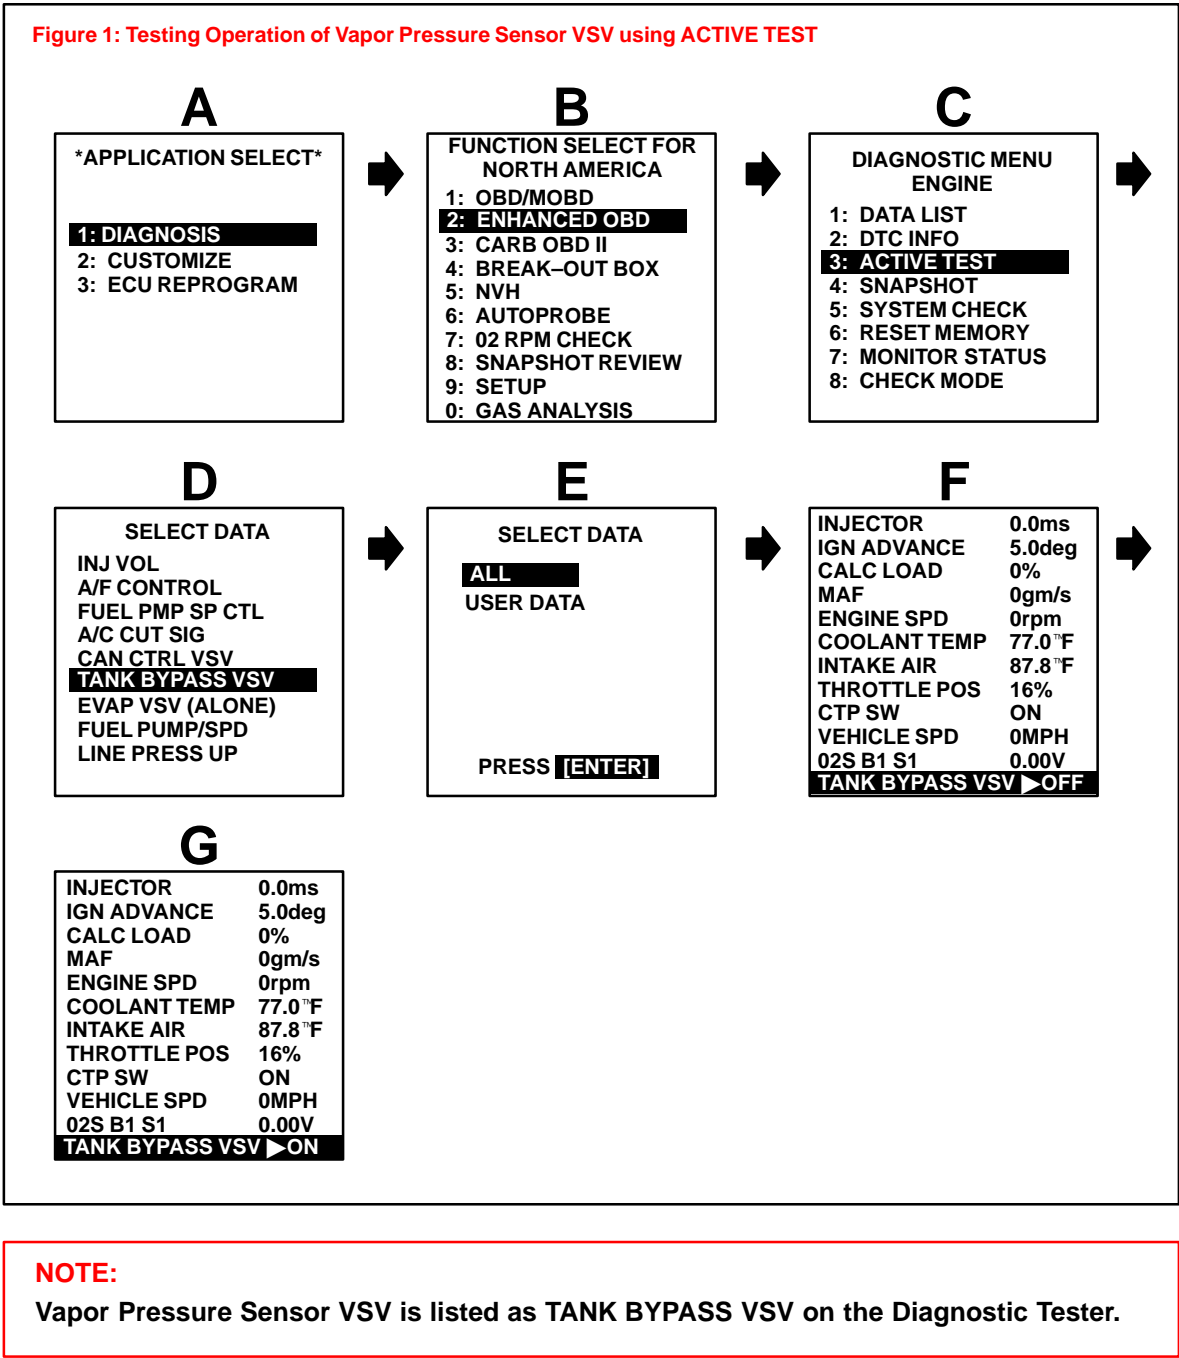 Figure 1: Testing Operation of Vapor Pressure Sensor VSV using ACTIVE TEST
A
*APPLICATION SELECT*
1: DIAGNOSIS
2: CUSTOMIZE
3: ECU REPROGRAM
B
FUNCTION SELECT FOR
NORTH AMERICA
1: OBD/MOBD
2: ENHANCED OBD
3: CARB OBD II
4: BREAK–OUT BOX
5: NVH
6: AUTOPROBE
7: 02 RPM CHECK
8: SNAPSHOT REVIEW
9: SETUP
0: GAS ANALYSIS
C
DIAGNOSTIC MENU
ENGINE
1: DATA LIST
2: DTC INFO
3: ACTIVE TEST
4: SNAPSHOT
5: SYSTEM CHECK
6: RESET MEMORY
7: MONITOR STATUS
8: CHECK MODE
D
SELECT DATA
INJ VOL
A/F CONTROL
FUEL PMP SP CTL
A/C CUT SIG
CAN CTRL VSV
TANK BYPASS VSV
EVAP VSV (ALONE)
FUEL PUMP/SPD
LINE PRESS UP
E
SELECT DATA
ALL
USER DATA
PRESS [ENTER]
F
INJECTOR 0.0ms
IGN ADVANCE 5.0deg
CALC LOAD 0%
MAF 0gm/s
ENGINE SPD 0rpm
COOLANT TEMP 77.0™F
INTAKE AIR 87.8™F
THROTTLE POS 16%
CTP SW ON
VEHICLE SPD 0MPH
02S B1 S1 0.00V
TANK BYPASS VSV ▶OFF
G
INJECTOR 0.0ms
IGN ADVANCE 5.0deg
CALC LOAD 0%
MAF 0gm/s
ENGINE SPD 0rpm
COOLANT TEMP 77.0™F
INTAKE AIR 87.8™F
THROTTLE POS 16%
CTP SW ON
VEHICLE SPD 0MPH
02S B1 S1 0.00V
TANK BYPASS VSV ▶ON
NOTE:
Vapor Pressure Sensor VSV is listed as TANK BYPASS VSV on the Diagnostic Tester.